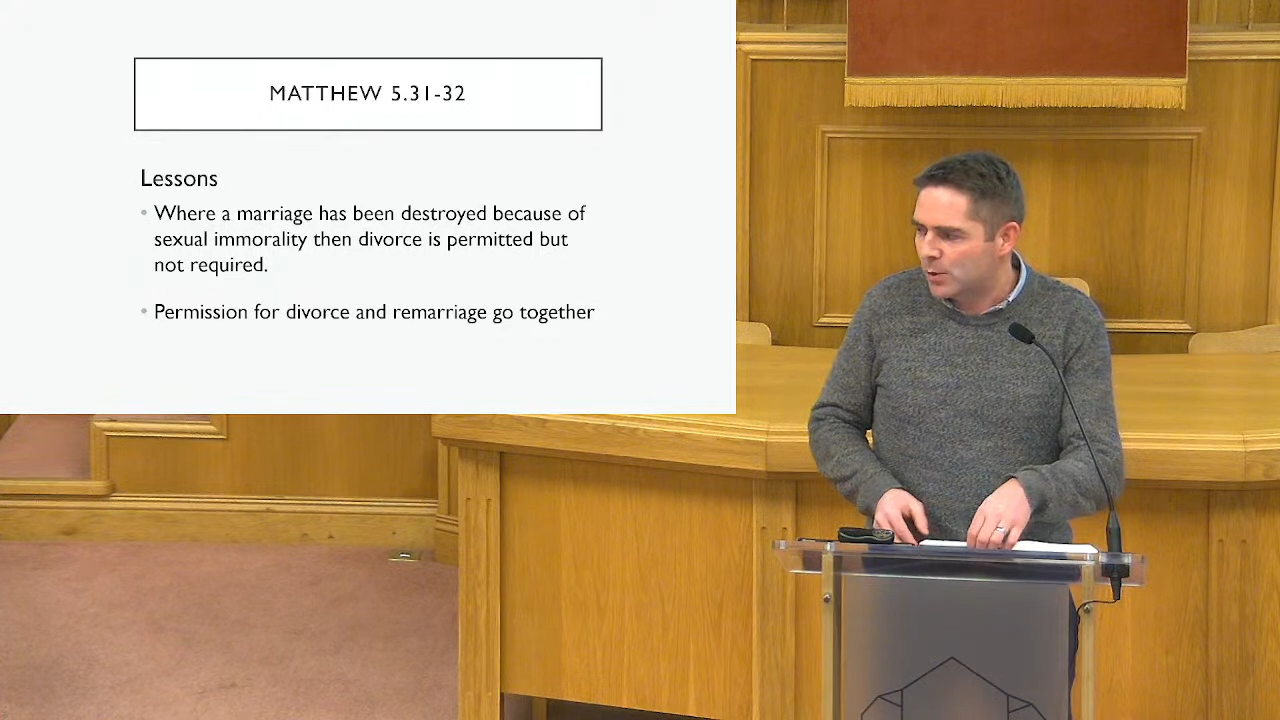 MATTHEW 5.31-32
Lessons
• Where a marriage has been destroyed because of
sexual immorality then divorce is permitted but
not required.
• Permission for divorce and remarriage go together